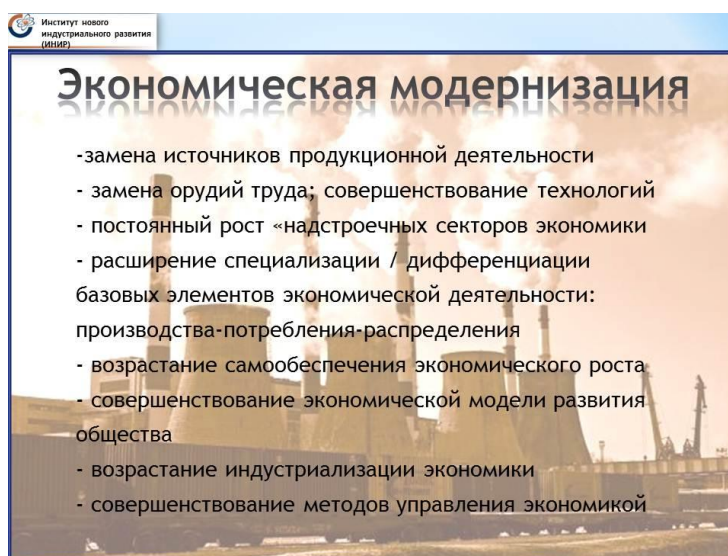 Институт нового
индустриального развития
(ИНИР)
Экономическая модернизация
-замена источников продукционной деятельности
- замена орудий труда; совершенствование технологий
- постоянный рост «надстроечных секторов экономики
- расширение специализации / дифференциации
базовых элементов экономической деятельности:
производства-потребления-распределения
- возрастание самообеспечения экономического роста
- совершенствование экономической модели развития
общества
- возрастание индустриализации экономики
- совершенствование методов управления экономикой